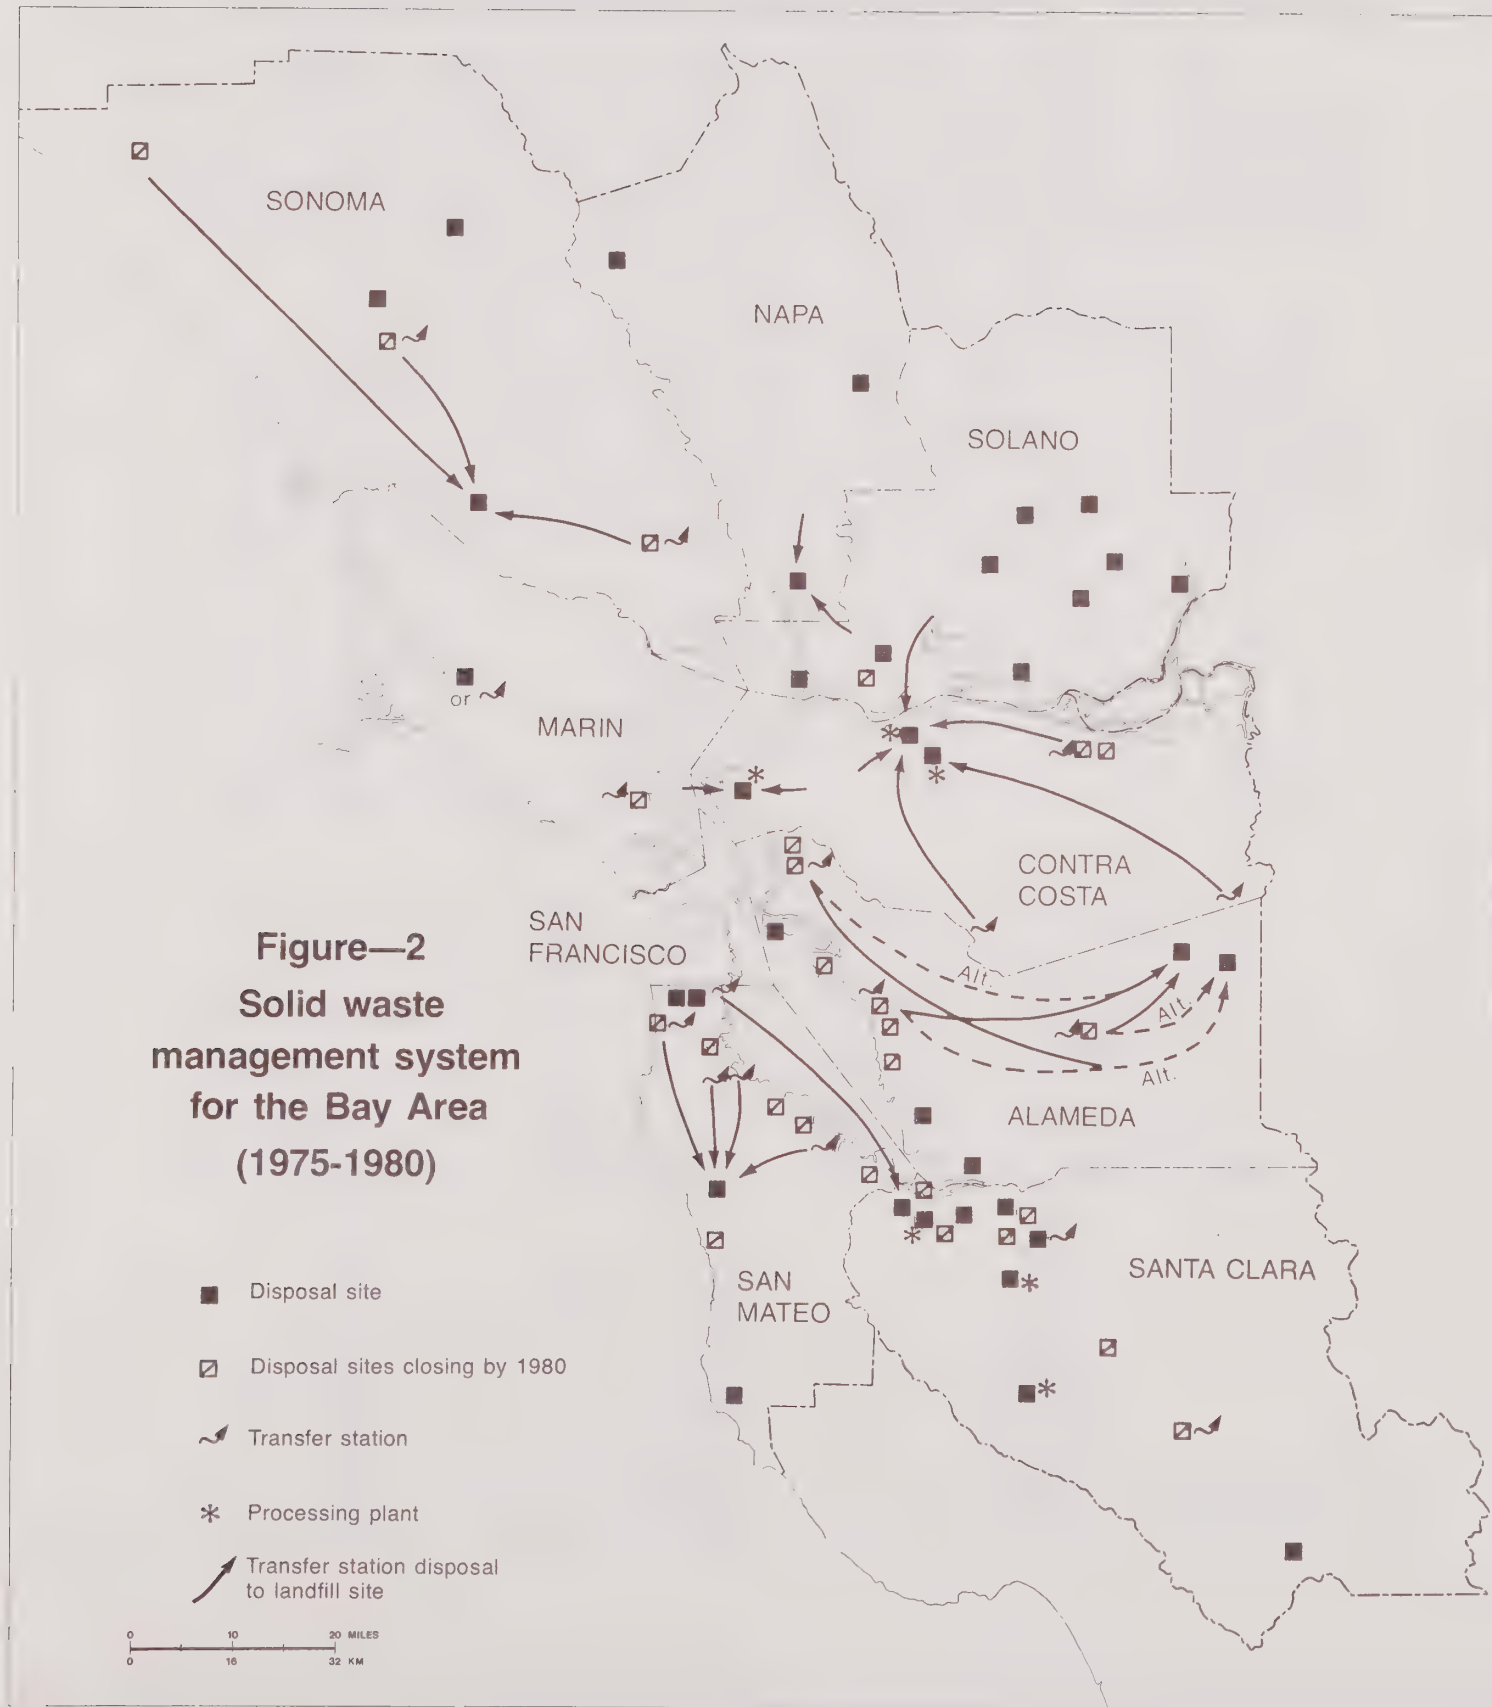 SONOMA
NAPA
SOLANO
or
MARIN
CONTRA
COSTA
SAN
FRANCISCO
Alt.
Alt.
Alt.
ALAMEDA
SANTA CLARA
SAN
MATEO
Figure—2
Solid waste
management system
for the Bay Area
(1975-1980)
Disposal site
Disposal sites closing by 1980
Transfer station
Processing plant
Transfer station disposal
to landfill site
0 10 20 MILES
0 16 32 KM